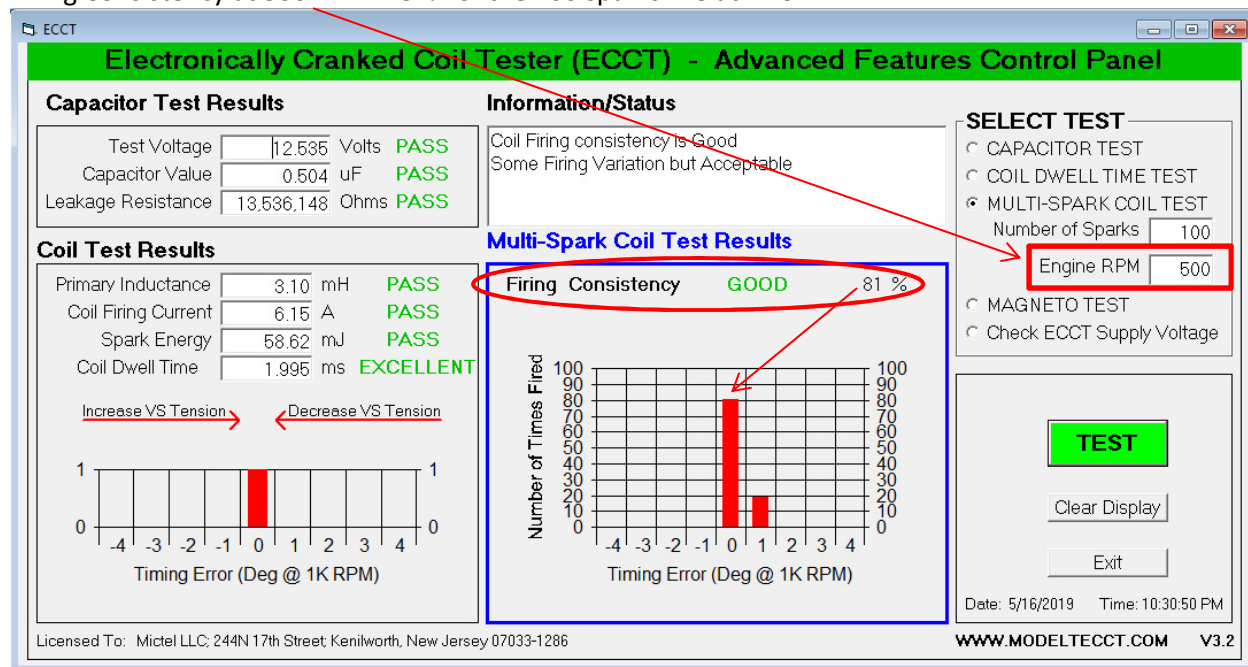 ECCT
Electronically Cranked Coil Tester (ECCT) - Advanced Features Control Panel
Capacitor Test Results
Test Voltage 12.535 Volts PASS
Capacitor Value 0.504 uF PASS
Leakage Resistance 13,536,148 Ohms PASS
Information/Status
Coil Firing consistency is Good
Some Firing Variation but Acceptable
SELECT TEST
CAPACITOR TEST
COIL DWELL TIME TEST
MULTI-SPARK COIL TEST
Number of Sparks 100
Engine RPM 500
MAGNETO TEST
Check ECCT Supply Voltage
Coil Test Results
Primary Inductance 3.10 mH PASS
Coil Firing Current 6.15 A PASS
Spark Energy 58.62 mJ PASS
Coil Dwell Time 1.995 ms EXCELLENT
Increase VS Tension Decrease VS Tension
1 1
0 0
-4 -3 -2 -1 0 1 2 3 4
Timing Error (Deg @ 1K RPM)
Multi-Spark Coil Test Results
Firing Consistency GOOD 81 %
Number of Times Fired
100 100
90 90
80 80
70 70
60 60
50 50
40 40
30 30
20 20
10 10
0 0
-4 -3 -2 -1 0 1 2 3 4
Timing Error (Deg @ 1K RPM)
TEST
Clear Display
Exit
Date: 5/16/2019 Time: 10:30:50 PM
Licensed To: Mictel LLC; 244N 17th Street; Kenilworth, New Jersey 07033-1286
WWW.MODELTECCT.COM V3.2